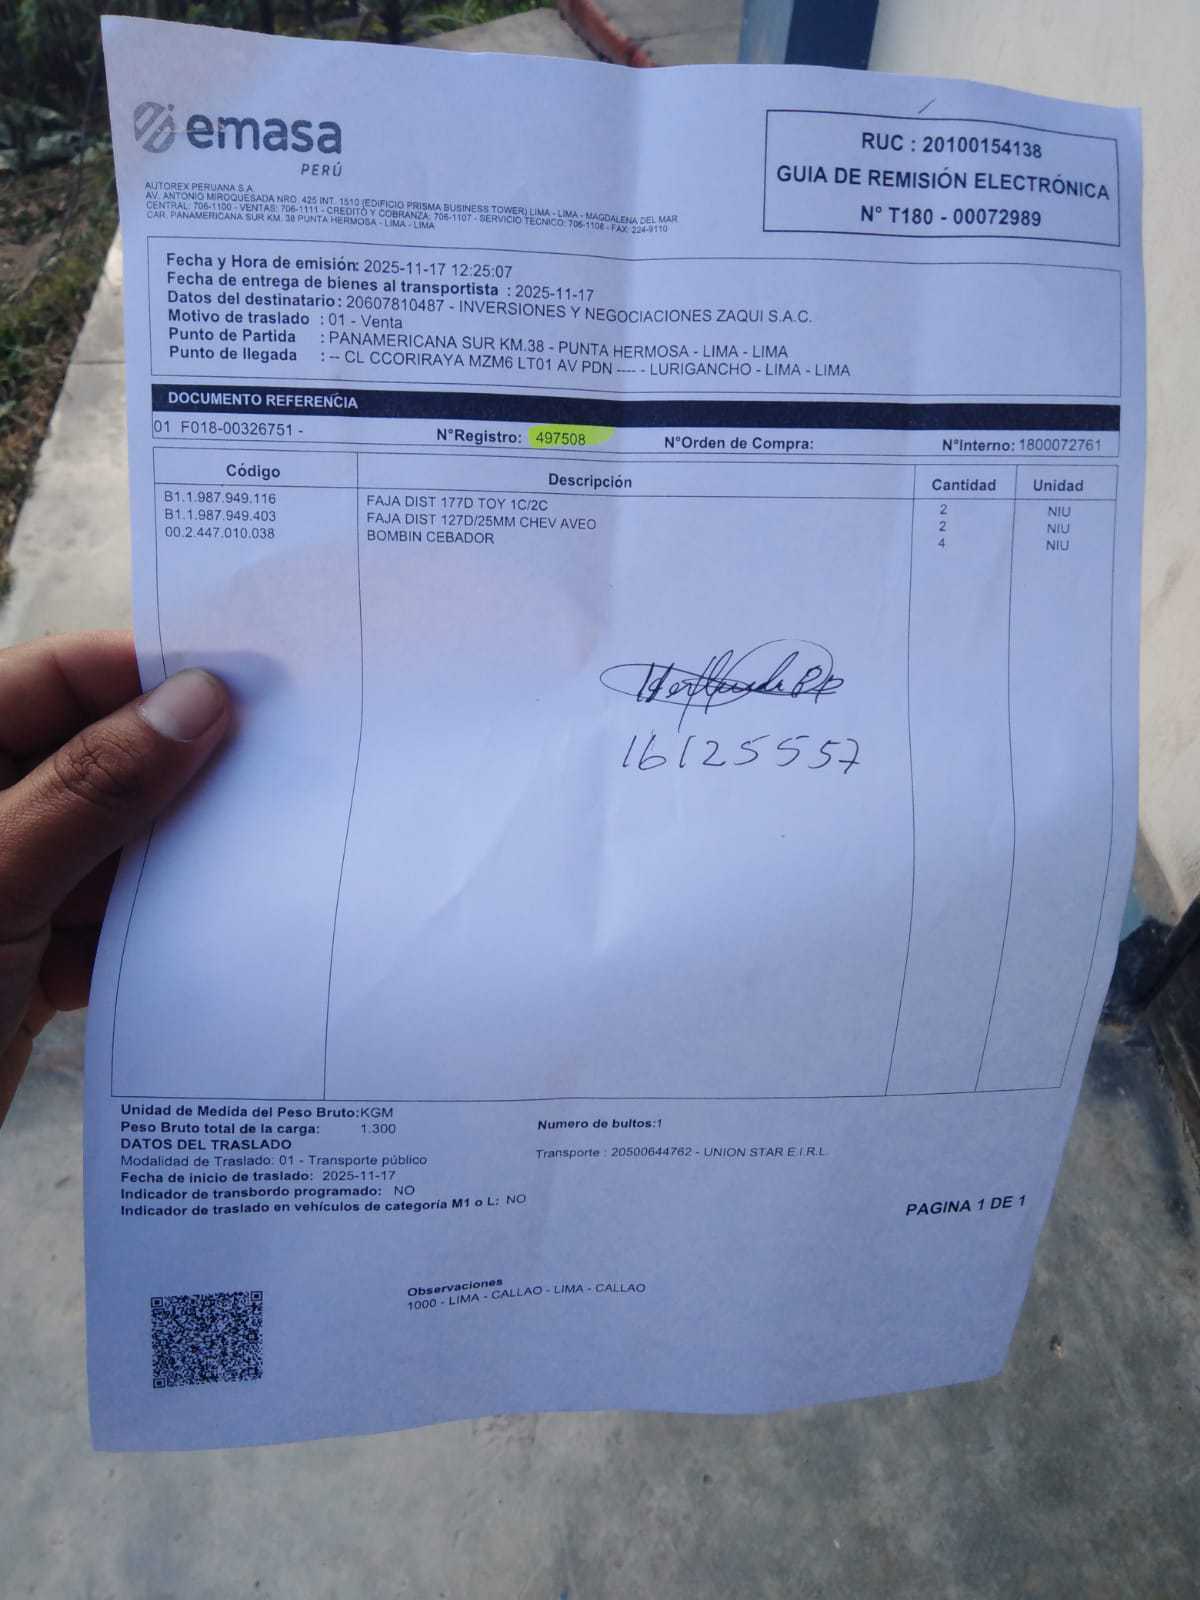 emasa
PERÚ
AUTOREX PERUANA S.A.
AV. ANTONIO MIROQUESADA NRO. 425 INT. 1510 (EDIFICIO PRISMA BUSINESS TOWER) LIMA - LIMA - MAGDALENA DEL MAR
CENTRAL: 706-1100 - VENTAS: 706-1111 - CREDITO Y COBRANZA: 706-1107 - SERVICIO TECNICO: 706-1108 - FAX: 224-9110
CAR. PANAMERICANA SUR KM. 38 PUNTA HERMOSA - LIMA - LIMA
RUC : 20100154138
GUIA DE REMISIÓN ELECTRÓNICA
N° T180 - 00072989
Fecha y Hora de emisión: 2025-11-17 12:25:07
Fecha de entrega de bienes al transportista : 2025-11-17
Datos del destinatario: 20607810487 - INVERSIONES Y NEGOCIACIONES ZAQUI S.A.C.
Motivo de traslado : 01 - Venta
Punto de Partida : PANAMERICANA SUR KM.38 - PUNTA HERMOSA - LIMA - LIMA
Punto de llegada : -- CL CCORIRAYA MZM6 LT01 AV PDN ---- - LURIGANCHO - LIMA - LIMA
DOCUMENTO REFERENCIA
01 F018-00326751 - N°Registro: 497508 N°Orden de Compra: N°Interno: 1800072761
Código Descripción Cantidad Unidad
B1.1.987.949.116 FAJA DIST 177D TOY 1C/2C 2 NIU
B1.1.987.949.403 FAJA DIST 127D/25MM CHEV AVEO 2 NIU
00.2.447.010.038 BOMBIN CEBADOR 4 NIU
16125557
Unidad de Medida del Peso Bruto:KGM
Peso Bruto total de la carga: 1.300 Numero de bultos:1
DATOS DEL TRASLADO
Modalidad de Traslado: 01 - Transporte público Transporte : 20500644762 - UNION STAR E.I.R.L.
Fecha de inicio de traslado: 2025-11-17
Indicador de transbordo programado: NO
Indicador de traslado en vehículos de categoría M1 o L: NO
PAGINA 1 DE 1
Observaciones
1000 - LIMA - CALLAO - LIMA - CALLAO